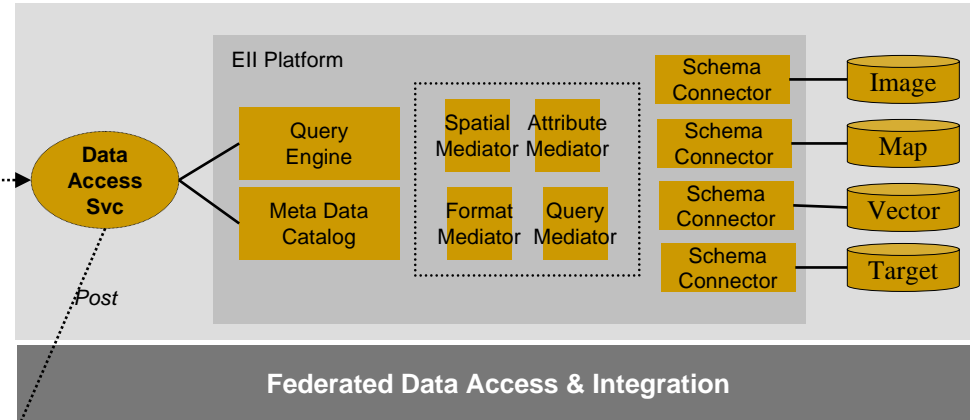 EII Platform
Data
Access
Svc
Post
Query
Engine
Meta Data
Catalog
Spatial
Mediator
Attribute
Mediator
Format
Mediator
Query
Mediator
Schema
Connector
Image
Schema
Connector
Map
Schema
Connector
Vector
Schema
Connector
Target
Federated Data Access & Integration